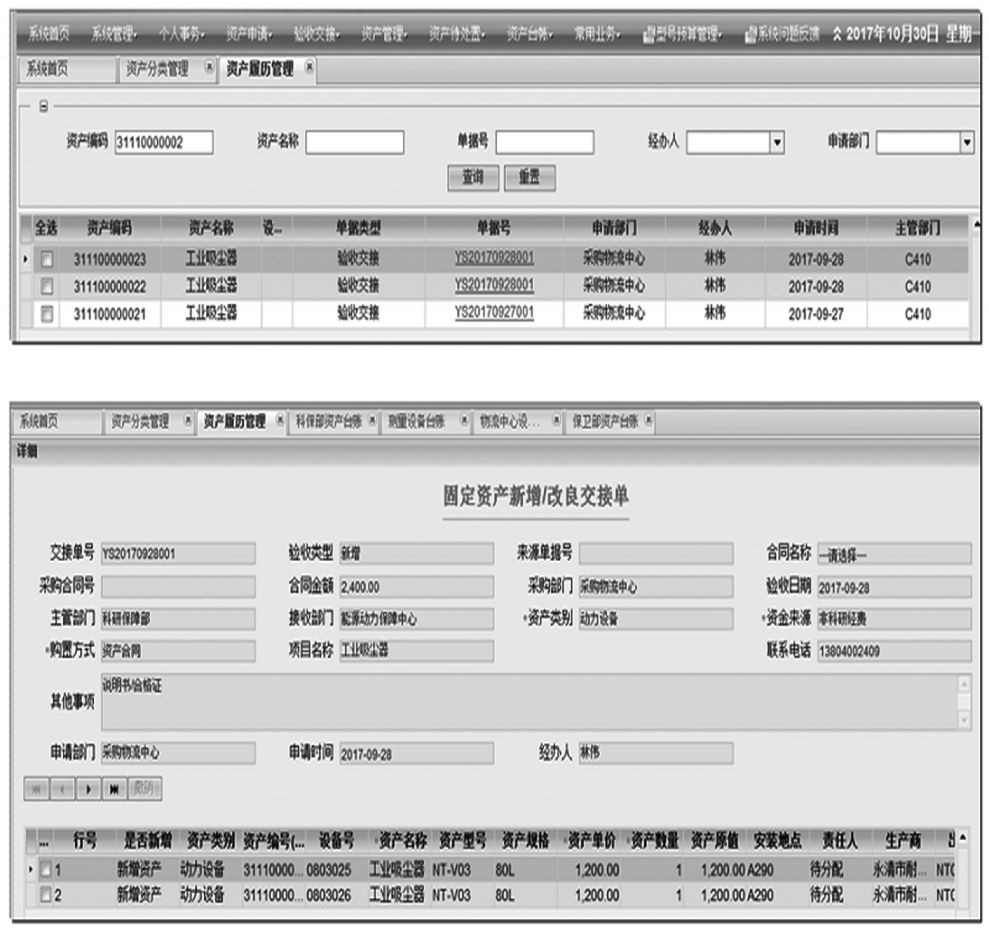 系统首页 系统管理 个人事务 资产申请 验收交接 资产管理 资产待处置 资产台帐 常用业务 型号预算管理 系统问题反馈 2017年10月30日 星期一
系统首页 资产分类管理 资产履历管理
资产编码 31110000002 资产名称 单据号 经办人 申请部门
查询 重置
全选 资产编码 资产名称 设... 单据类型 单据号 申请部门 经办人 申请时间 主管部门
311100000023 工业吸尘器 验收交接 YS20170928001 采购物流中心 林伟 2017-09-28 C410
311100000022 工业吸尘器 验收交接 YS20170928001 采购物流中心 林伟 2017-09-28 C410
311100000021 工业吸尘器 验收交接 YS20170927001 采购物流中心 林伟 2017-09-27 C410
系统首页 资产分类管理 资产履历管理 科保部资产台账 测量设备台账 物流中心设... 保卫部资产台账
详细
固定资产新增/改良交接单
交接单号 YS20170928001 验收类型 新增 来源单据号 合同名称 ---请选择---
采购合同号 合同金额 2,400.00 采购部门 采购物流中心 验收日期 2017-09-28
主管部门 科研保障部 接收部门 能源动力保障中心 *资产类别 动力设备 *资金来源 非科研经费
*购置方式 资产合同 项目名称 工业吸尘器 联系电话 13804002409
其他事项 说明书/合格证
申请部门 采购物流中心 申请时间 2017-09-28 经办人 林伟
撤销
... 行号 是否新增 资产类别 资产编号(... 设备号 *资产名称 资产型号 资产规格 *资产单价 *资产数量 资产原值 安装地点 责任人 生产商
1 新增资产 动力设备 31110000... 0803025 工业吸尘器 NT-V03 80L 1,200.00 1 1,200.00 A290 待分配 永清市耐...
2 新增资产 动力设备 31110000... 0803026 工业吸尘器 NT-V03 80L 1,200.00 1 1,200.00 A290 待分配 永清市耐...